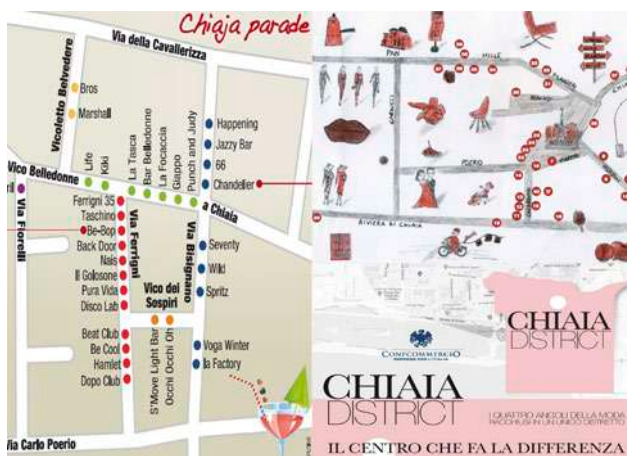 Chiaja parade
Via della Cavallerizza
Vicoletto Belvedere
Bros
Marshall
Life
Kiki
La Tasca
Bar Belledonne
La Focaccia
Giappo
Punch and Judy
Happening
Jazzy Bar
66
Chandelier
Vico Belledonne
a Chiaja
Via Fiorelli
Ferrigni 35
Taschino
Be-Bop
Back Door
Nais
Il Golosone
Pura Vida
Disco Lab
Via Ferrigni
Via Bisignano
Seventy
Wild
Spritz
Vico dei
Sospiri
Beat Club
Be Cool
Hamlet
Dopo Club
S'Move Light Bar
Occhi Occhi Oh
Voga Winter
la Factory
Via Carlo Poerio
MILLE
RIVIERA DI CHIAIA
CONFCOMMERCIO
CHIAIA
DISTRICT
CHIAIA
DISTRICT
I QUATTRO ANGOLI DELLA MODA
RACCHIUSI IN UN UNICO DISTRETTO
IL CENTRO CHE FA LA DIFFERENZA